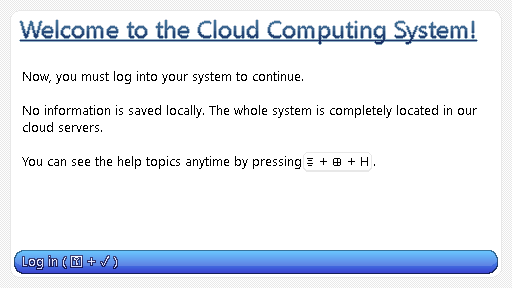 Welcome to the Cloud Computing System!
Now, you must log into your system to continue.
No information is saved locally. The whole system is completely located in our
cloud servers.
You can see the help topics anytime by pressing Ξ + ⊕ + H.
Log in ( ⚿ + ✓ )